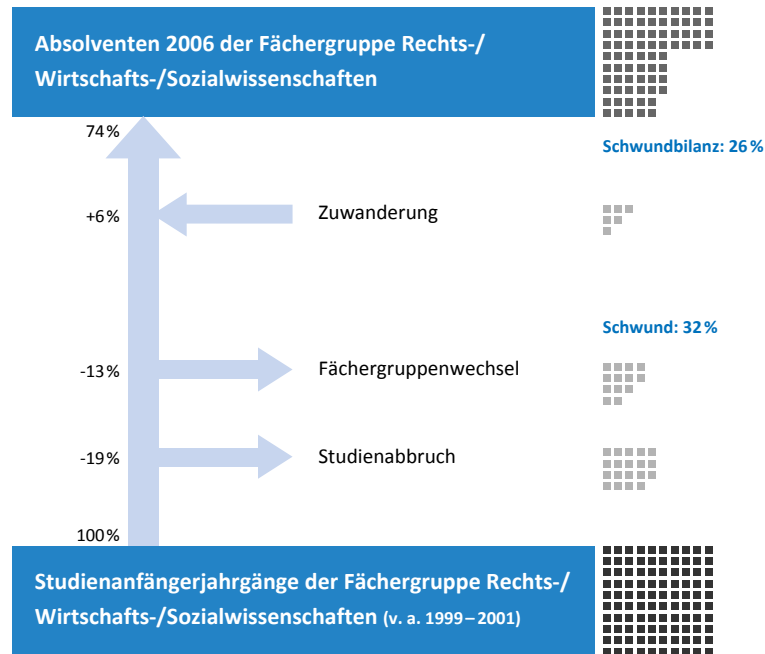 Absolventen 2006 der Fächergruppe Rechts-/
Wirtschafts-/Sozialwissenschaften
74%
Schwundbilanz: 26%
+6%
Zuwanderung
Schwund: 32%
-13%
Fächergruppenwechsel
-19%
Studienabbruch
100%
Studienanfängerjahrgänge der Fächergruppe Rechts-/
Wirtschafts-/Sozialwissenschaften (v. a. 1999–2001)